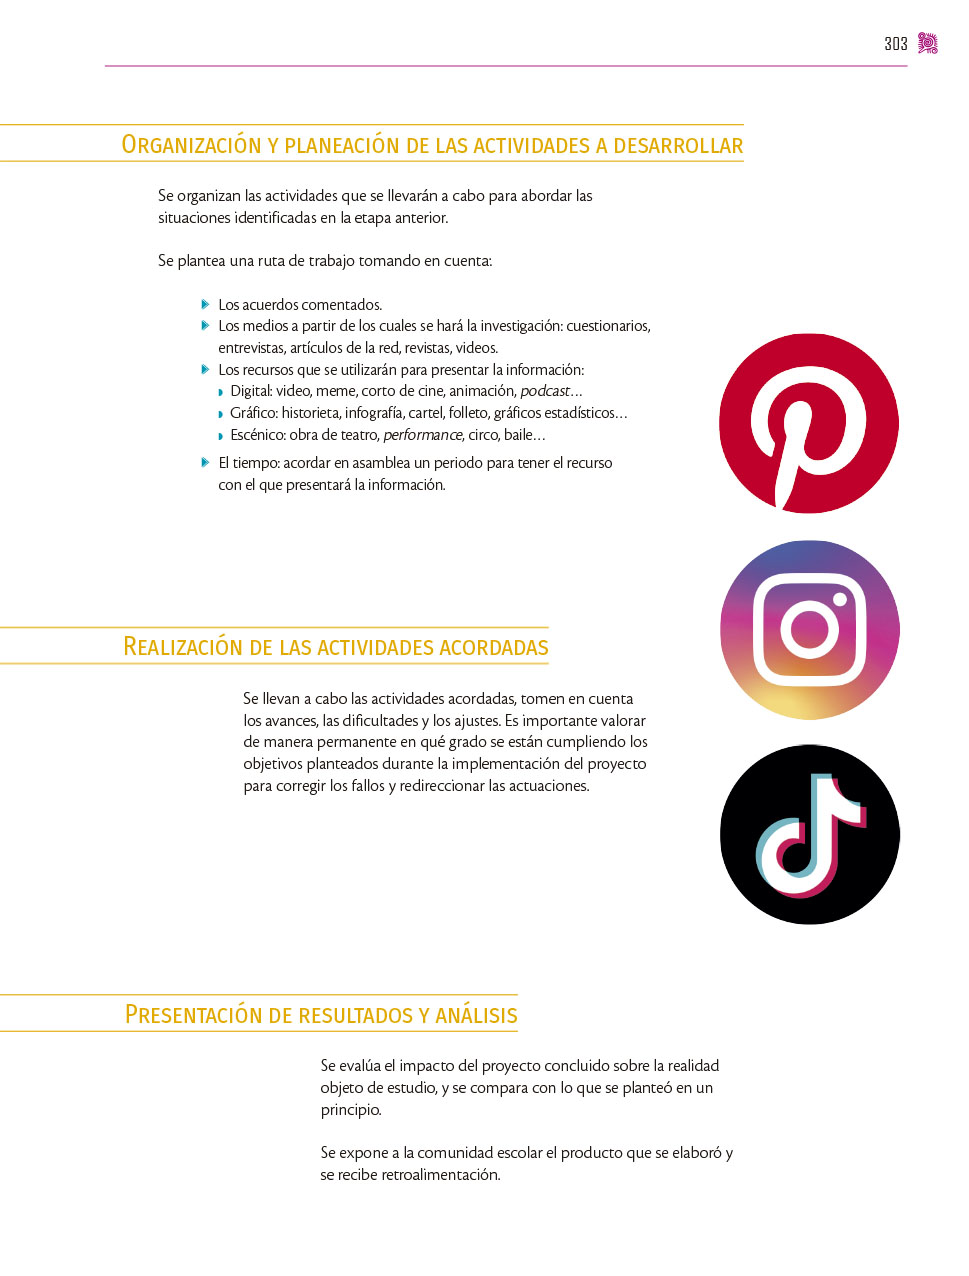 303
Organización y planeación de las actividades a desarrollar
Se organizan las actividades que se llevarán a cabo para abordar las
situaciones identificadas en la etapa anterior.
Se plantea una ruta de trabajo tomando en cuenta:
Los acuerdos comentados.
Los medios a partir de los cuales se hará la investigación: cuestionarios,
entrevistas, artículos de la red, revistas, videos.
Los recursos que se utilizarán para presentar la información:
Digital: video, meme, corto de cine, animación, podcast…
Gráfico: historieta, infografía, cartel, folleto, gráficos estadísticos…
Escénico: obra de teatro, performance, circo, baile…
El tiempo: acordar en asamblea un periodo para tener el recurso
con el que presentará la información.
Realización de las actividades acordadas
Se llevan a cabo las actividades acordadas, tomen en cuenta
los avances, las dificultades y los ajustes. Es importante valorar
de manera permanente en qué grado se están cumpliendo los
objetivos planteados durante la implementación del proyecto
para corregir los fallos y redireccionar las actuaciones.
Presentación de resultados y análisis
Se evalúa el impacto del proyecto concluido sobre la realidad
objeto de estudio, y se compara con lo que se planteó en un
principio.
Se expone a la comunidad escolar el producto que se elaboró y
se recibe retroalimentación.